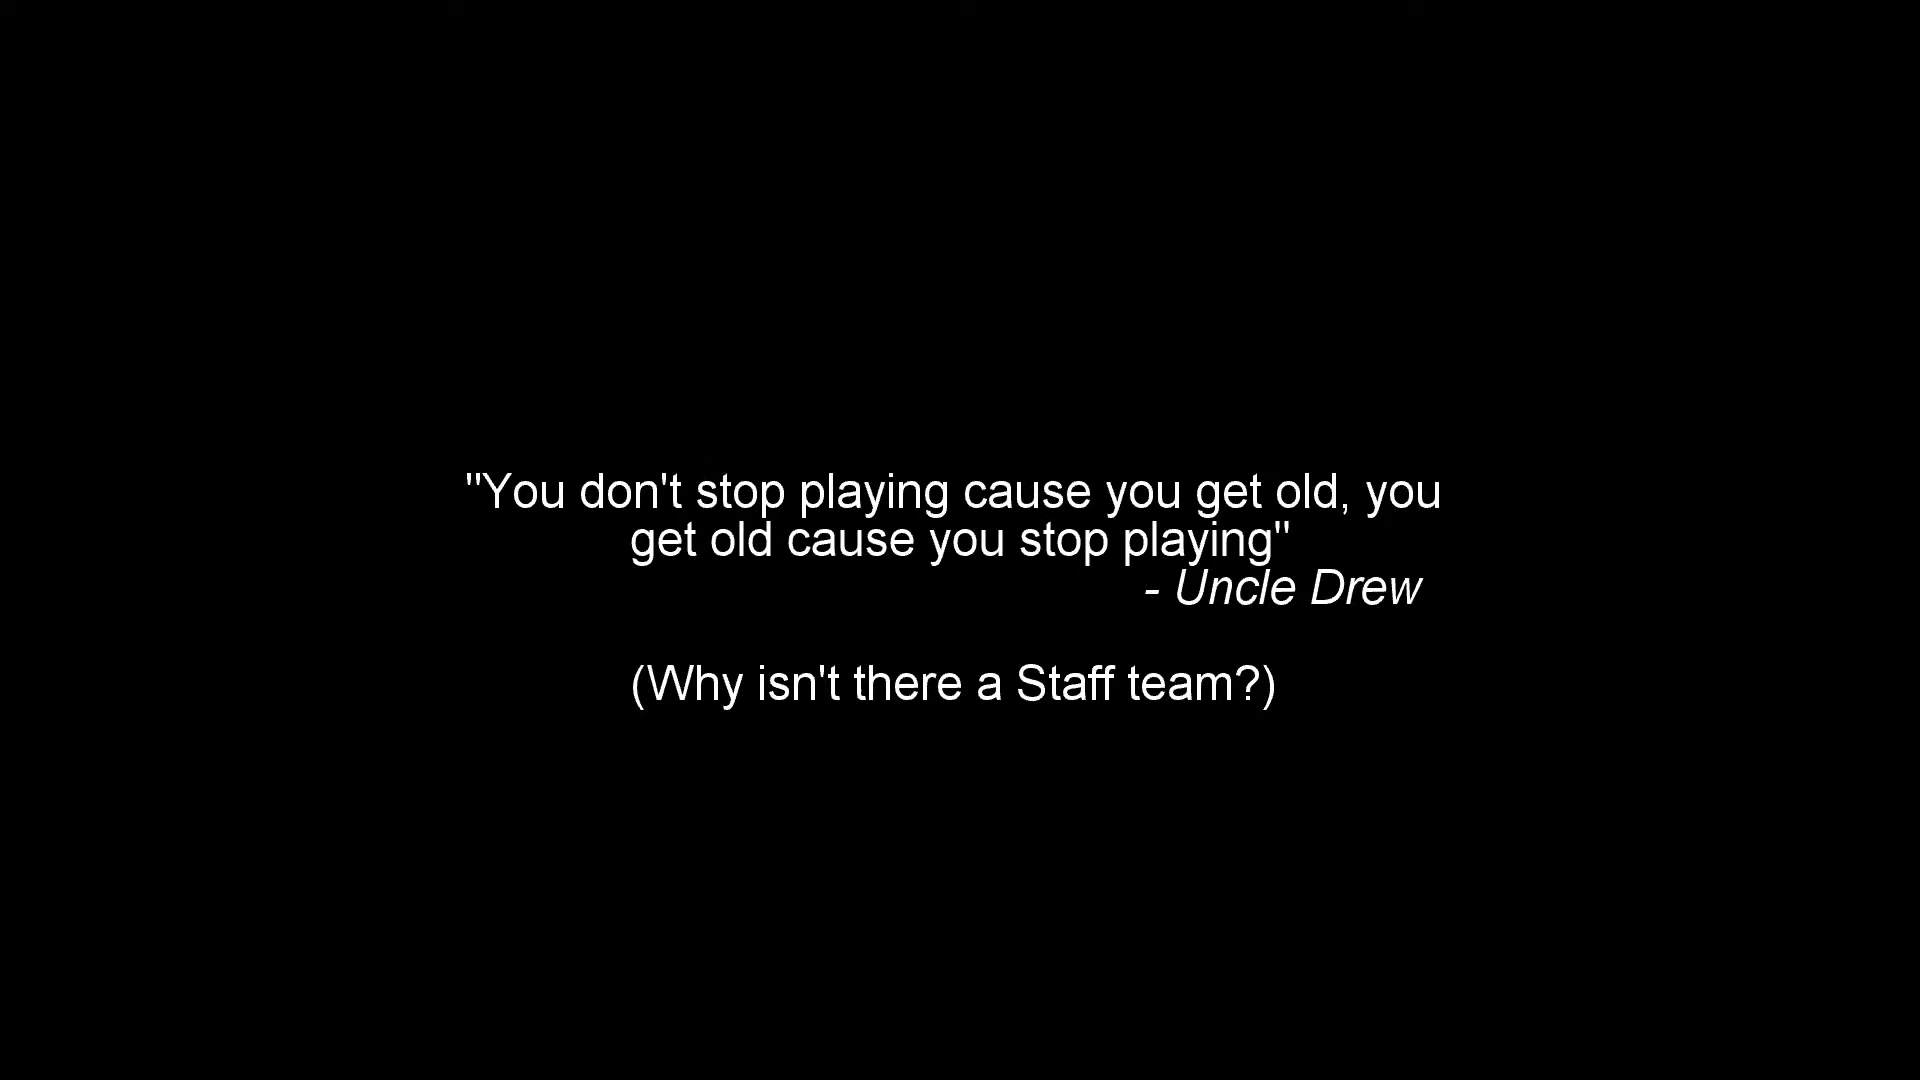 "You don't stop playing cause you get old, you
get old cause you stop playing"
- Uncle Drew
(Why isn't there a Staff team?)